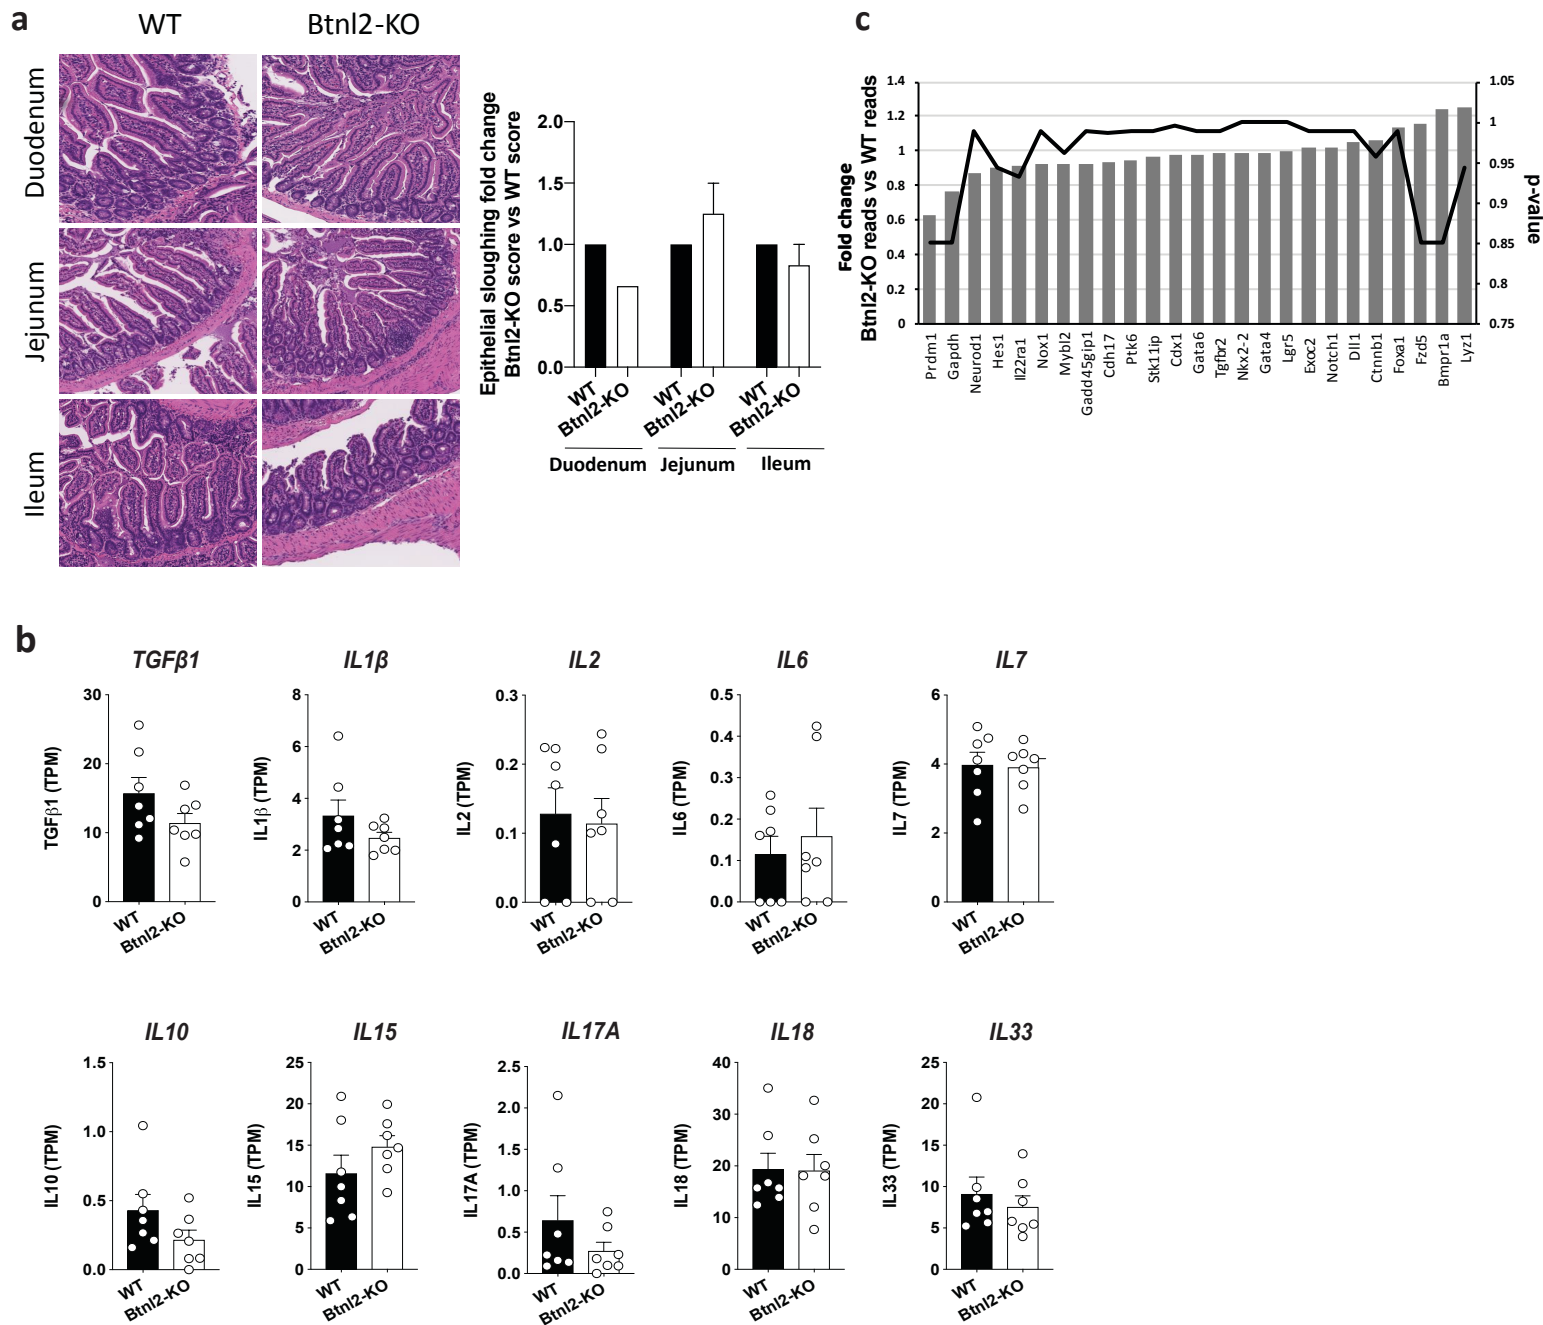 a
WT
Btnl2-KO
Duodenum
Jejunum
Ileum
Epithelial sloughing fold change
Btnl2-KO score vs WT score
2.0
1.5
1.0
0.5
0.0
WT
Btnl2-KO
WT
Btnl2-KO
WT
Btnl2-KO
Duodenum
Jejunum
Ileum
c
Fold change
Btnl2-KO reads vs WT reads
1.4
1.2
1
0.8
0.6
0.4
0.2
0
1.05
1
0.95
0.9
0.85
0.8
0.75
p-value
Prdm1
Gapdh
Neurod1
Hes1
Il22ra1
Nox1
Mybl2
Gadd45gip1
Cdh17
Ptk6
Stk11ip
Cdx1
Gata6
Tgfbr2
Nkx2-2
Gata4
Lgr5
Exoc2
Notch1
Dll1
Ctnnb1
Foxa1
Fzd5
Bmpr1a
Lyz1
b
TGFβ1
TGFβ1 (TPM)
30
20
10
0
WT
Btnl2-KO
IL1β
IL1β (TPM)
8
6
4
2
0
WT
Btnl2-KO
IL2
IL2 (TPM)
0.3
0.2
0.1
0.0
WT
Btnl2-KO
IL6
IL6 (TPM)
0.5
0.4
0.3
0.2
0.1
0.0
WT
Btnl2-KO
IL7
IL7 (TPM)
6
4
2
0
WT
Btnl2-KO
IL10
IL10 (TPM)
1.5
1.0
0.5
0.0
WT
Btnl2-KO
IL15
IL15 (TPM)
25
20
15
10
5
0
WT
Btnl2-KO
IL17A
IL17A (TPM)
2.5
2.0
1.5
1.0
0.5
0.0
WT
Btnl2-KO
IL18
IL18 (TPM)
40
30
20
10
0
WT
Btnl2-KO
IL33
IL33 (TPM)
25
20
15
10
5
0
WT
Btnl2-KO